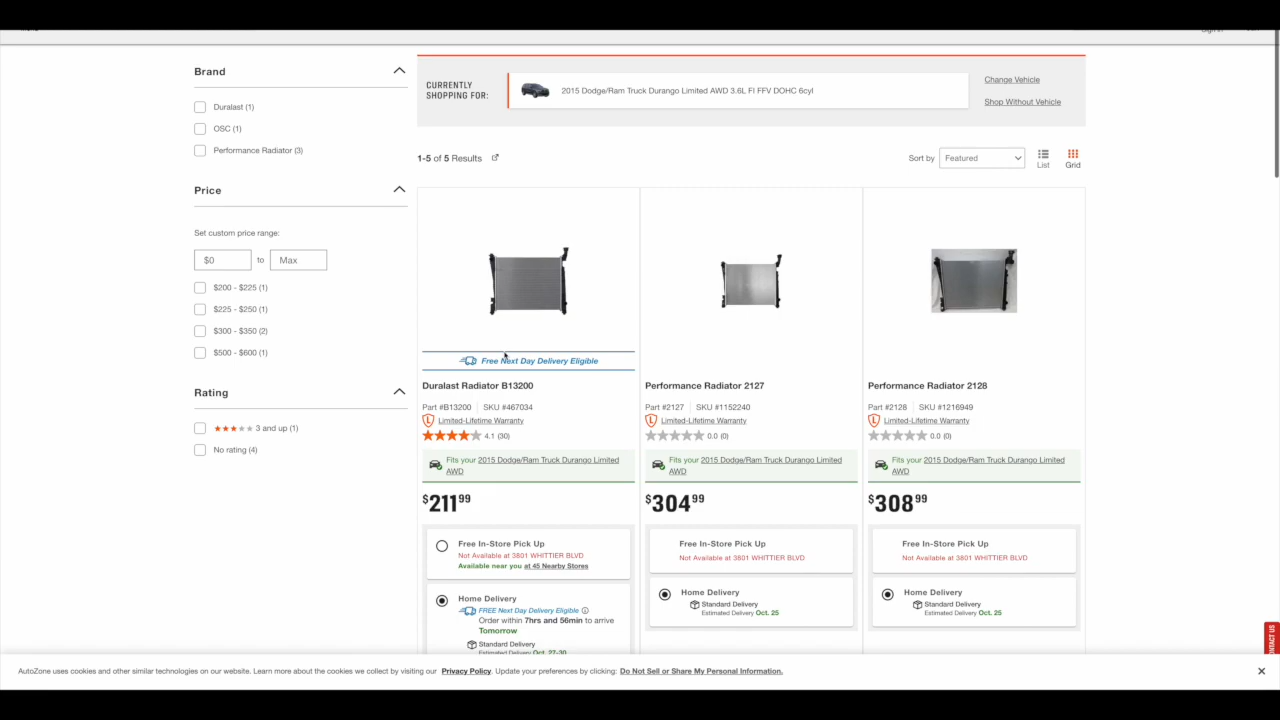 Brand
Duralast (1)
OSC (1)
Performance Radiator (3)
Price
Set custom price range:
$0 to Max
$200 - $225 (1)
$225 - $250 (1)
$300 - $350 (2)
$500 - $600 (1)
Rating
3 and up (1)
No rating (4)
CURRENTLY
SHOPPING FOR:
2015 Dodge/Ram Truck Durango Limited AWD 3.6L FI FFV DOHC 6cyl
Change Vehicle
Shop Without Vehicle
1-5 of 5 Results
Sort by Featured
List
Grid
Free Next Day Delivery Eligible
Duralast Radiator B13200
Part #B13200 SKU #467034
Limited-Lifetime Warranty
4.1 (30)
Fits your 2015 Dodge/Ram Truck Durango Limited
AWD
$211 99
Free In-Store Pick Up
Not Available at 3801 WHITTIER BLVD
Available near you at 45 Nearby Stores
Home Delivery
FREE Next Day Delivery Eligible
Order within 7hrs and 56min to arrive
Tomorrow
Standard Delivery
Estimated Delivery Oct. 27-30
Performance Radiator 2127
Part #2127 SKU #1152240
Limited-Lifetime Warranty
0.0 (0)
Fits your 2015 Dodge/Ram Truck Durango Limited
AWD
$304 99
Free In-Store Pick Up
Not Available at 3801 WHITTIER BLVD
Home Delivery
Standard Delivery
Estimated Delivery Oct. 25
Performance Radiator 2128
Part #2128 SKU #1216949
Limited-Lifetime Warranty
0.0 (0)
Fits your 2015 Dodge/Ram Truck Durango Limited
AWD
$308 99
Free In-Store Pick Up
Not Available at 3801 WHITTIER BLVD
Home Delivery
Standard Delivery
Estimated Delivery Oct. 25
CONTACT US
AutoZone uses cookies and other similar technologies on our website. Learn more about the cookies we collect by visiting our Privacy Policy. Update your preferences by clicking: Do Not Sell or Share My Personal Information.